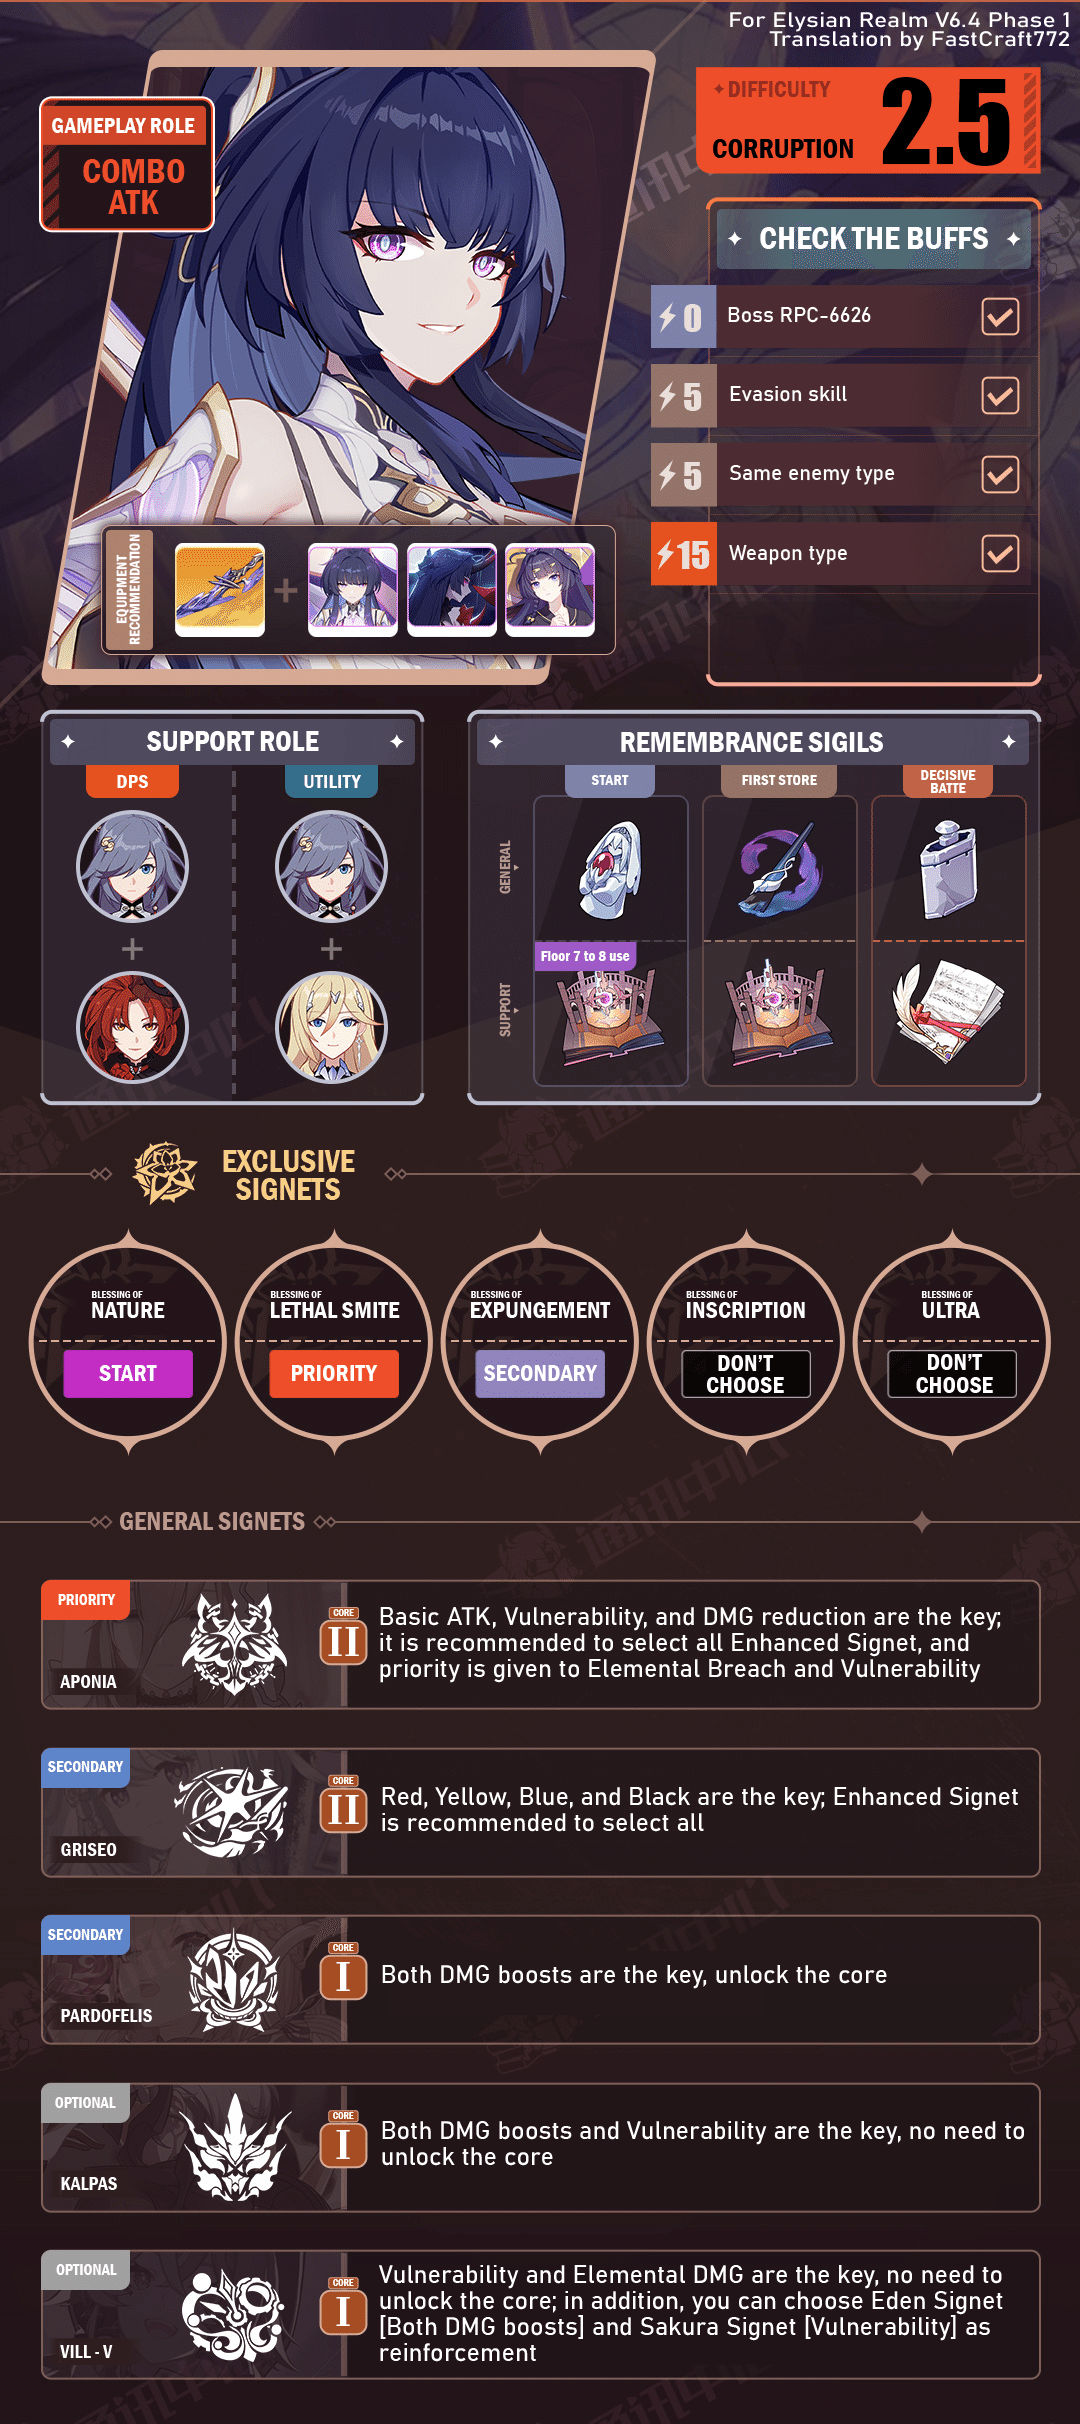 For Elysian Realm V6.4 Phase 1
Translation by FastCraft772
GAMEPLAY ROLE
COMBO
ATK
DIFFICULTY
CORRUPTION
2.5
CHECK THE BUFFS
0 Boss RPC-6626
5 Evasion skill
5 Same enemy type
15 Weapon type
EQUIPMENT
RECOMMENDATION
SUPPORT ROLE
DPS
UTILITY
REMEMBRANCE SIGILS
START
FIRST STORE
DECISIVE
BATTE
GENERAL
Floor 7 to 8 use
SUPPORT
EXCLUSIVE
SIGNETS
BLESSING OF
NATURE
START
BLESSING OF
LETHAL SMITE
PRIORITY
BLESSING OF
EXPUNGEMENT
SECONDARY
BLESSING OF
INSCRIPTION
DON'T
CHOOSE
BLESSING OF
ULTRA
DON'T
CHOOSE
GENERAL SIGNETS
PRIORITY
APONIA
CORE
II
Basic ATK, Vulnerability, and DMG reduction are the key;
it is recommended to select all Enhanced Signet, and
priority is given to Elemental Breach and Vulnerability
SECONDARY
GRISEO
CORE
II
Red, Yellow, Blue, and Black are the key; Enhanced Signet
is recommended to select all
SECONDARY
PARDOFELIS
CORE
I
Both DMG boosts are the key, unlock the core
OPTIONAL
KALPAS
CORE
I
Both DMG boosts and Vulnerability are the key, no need to
unlock the core
OPTIONAL
VILL-V
CORE
I
Vulnerability and Elemental DMG are the key, no need to
unlock the core; in addition, you can choose Eden Signet
[Both DMG boosts] and Sakura Signet [Vulnerability] as
reinforcement